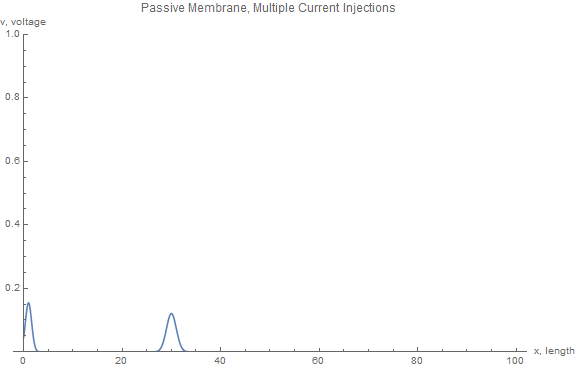 Passive Membrane, Multiple Current Injections
v, voltage
1.0
0.8
0.6
0.4
0.2
0 20 40 60 80 100 x, length